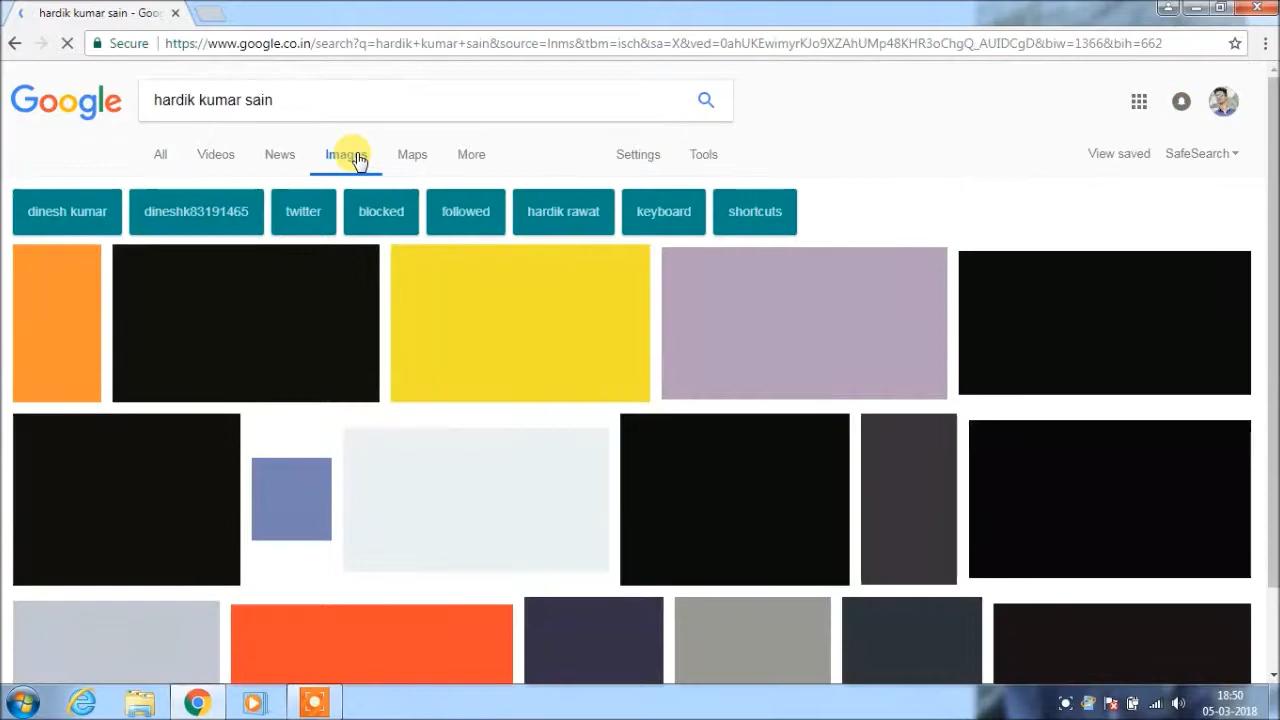 hardik kumar sain - Goo
Secure
https://www.google.co.in/search?q=hardik+kumar+sain&source=lnms&tbm=isch&sa=X&ved=0ahUKEwimyrKJo9XZAhUMp48KHR3oChgQ_AUIDCgD&biw=1366&bih=662
Google
hardik kumar sain
All Videos News Images Maps More Settings Tools View saved SafeSearch
dinesh kumar dineshk83191465 twitter blocked followed hardik rawat keyboard shortcuts
18:50
05-03-2018